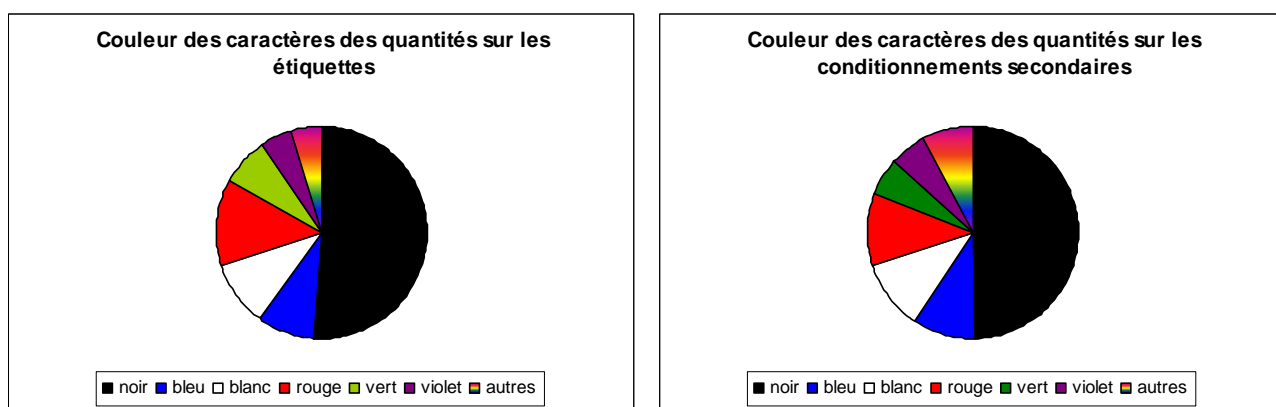 Couleur des caractères des quantités sur les
étiquettes
noir bleu blanc rouge vert violet autres
Couleur des caractères des quantités sur les
conditionnements secondaires
noir bleu blanc rouge vert violet autres